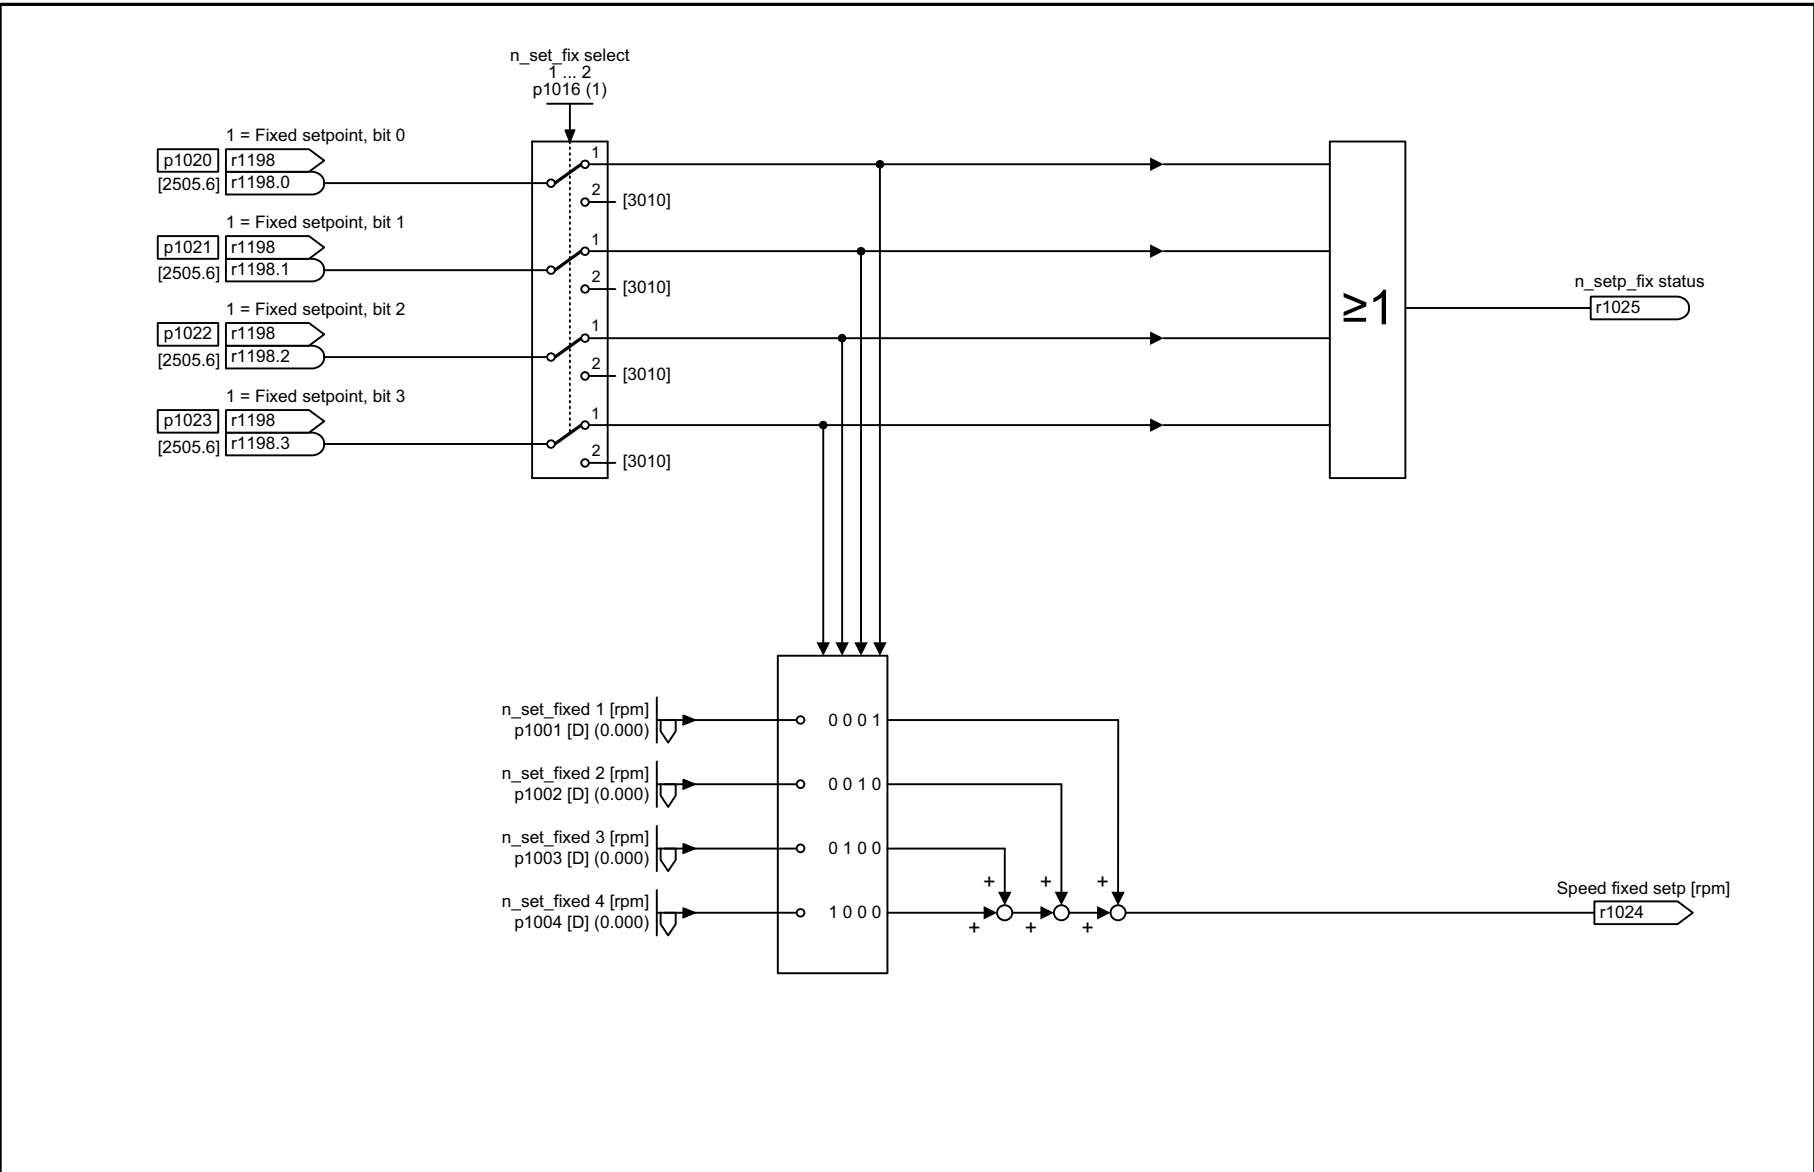 n_set_fix select
1 ... 2
p1016 (1)
1 = Fixed setpoint, bit 0
p1020 r1198
[2505.6] r1198.0
1
2 [3010]
1 = Fixed setpoint, bit 1
p1021 r1198
[2505.6] r1198.1
1
2 [3010]
1 = Fixed setpoint, bit 2
p1022 r1198
[2505.6] r1198.2
1
2 [3010]
1 = Fixed setpoint, bit 3
p1023 r1198
[2505.6] r1198.3
1
2 [3010]
≥1
n_setp_fix status
r1025
n_set_fixed 1 [rpm]
p1001 [D] (0.000)
0 0 0 1
n_set_fixed 2 [rpm]
p1002 [D] (0.000)
0 0 1 0
n_set_fixed 3 [rpm]
p1003 [D] (0.000)
0 1 0 0
n_set_fixed 4 [rpm]
p1004 [D] (0.000)
1 0 0 0
+ + +
+ + +
Speed fixed setp [rpm]
r1024